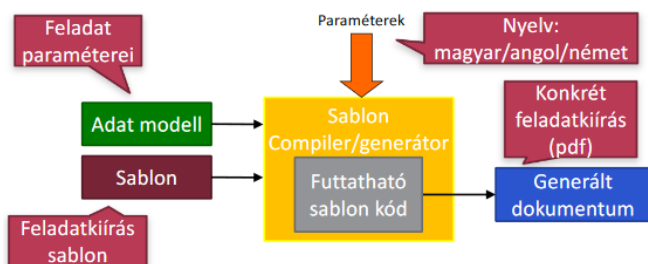 Feladat
paraméterei
Paraméterek
Nyelv:
magyar/angol/német
Adat modell
Sablon
Feladatkiírás
sablon
Sablon
Compiler/generátor
Futtatható
sablon kód
Konkrét
feladatkiírás
(pdf)
Generált
dokumentum